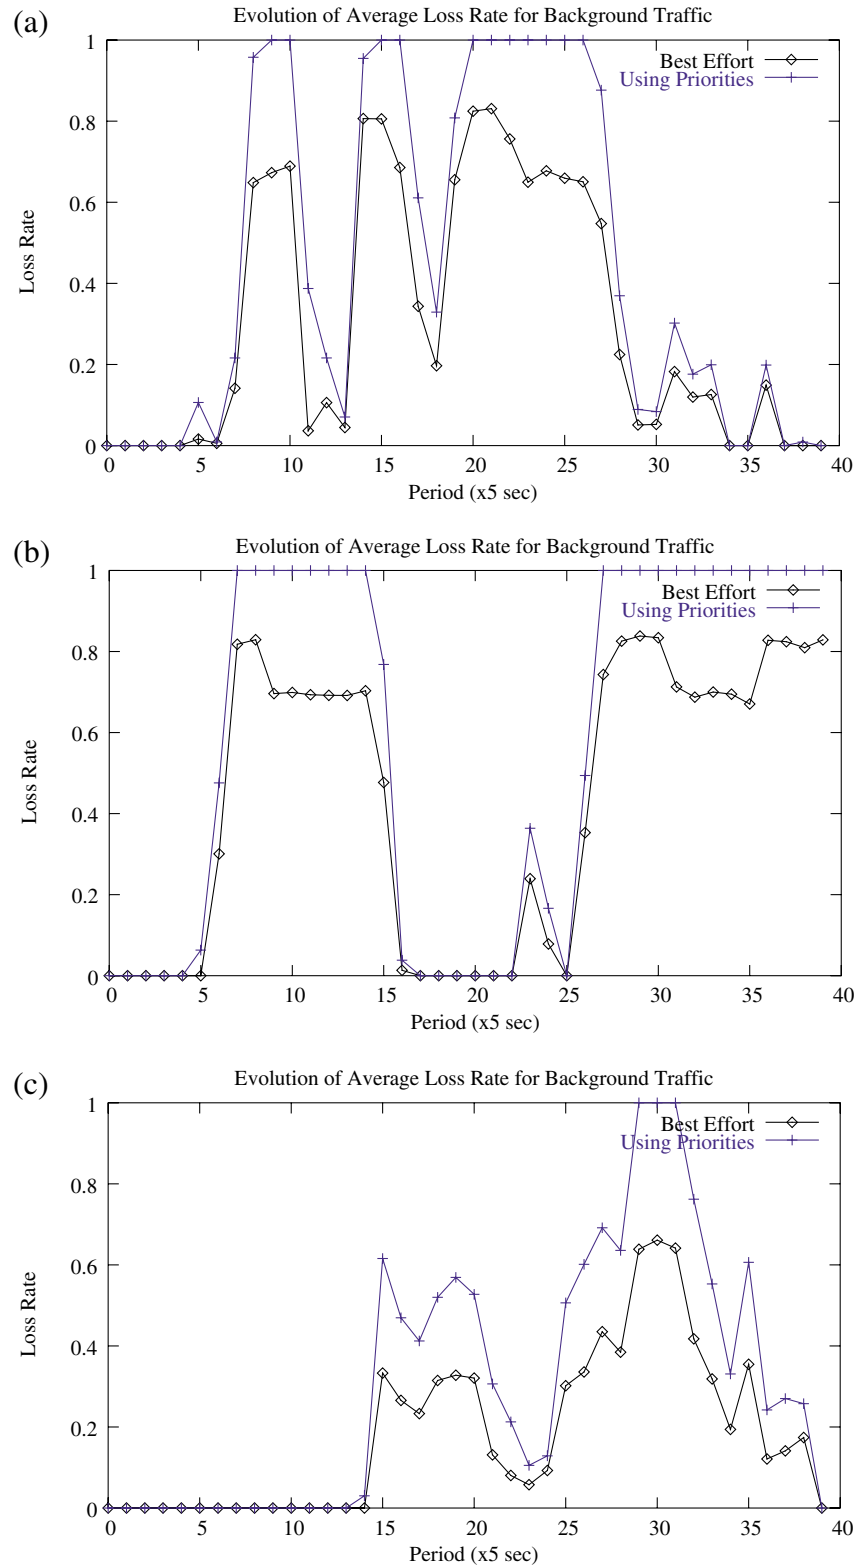 (a)
Evolution of Average Loss Rate for Background Traffic
1
0.8
0.6
0.4
0.2
0
Loss Rate
Best Effort
Using Priorities
0 5 10 15 20 25 30 35 40
Period (x5 sec)
(b)
Evolution of Average Loss Rate for Background Traffic
1
0.8
0.6
0.4
0.2
0
Loss Rate
Best Effort
Using Priorities
0 5 10 15 20 25 30 35 40
Period (x5 sec)
(c)
Evolution of Average Loss Rate for Background Traffic
1
0.8
0.6
0.4
0.2
0
Loss Rate
Best Effort
Using Priorities
0 5 10 15 20 25 30 35 40
Period (x5 sec)